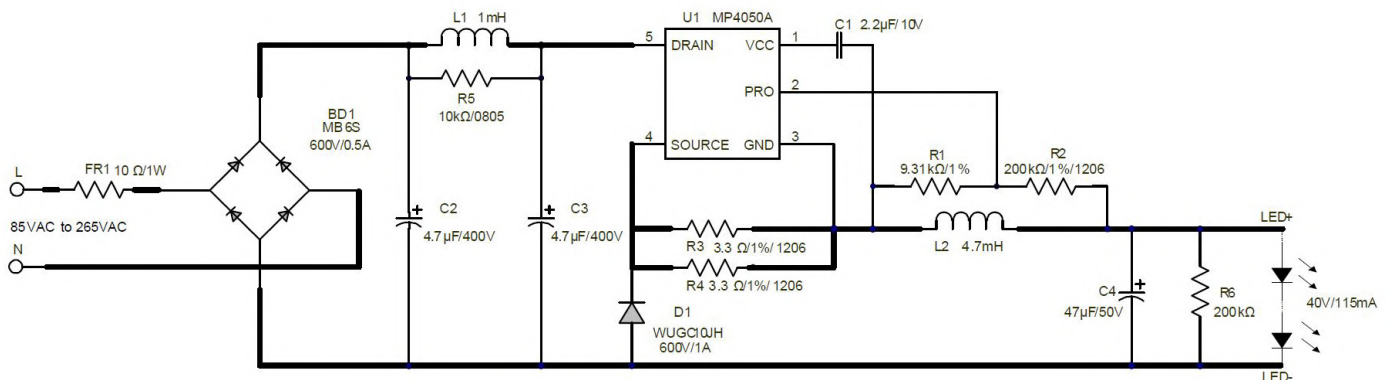 L1 1mH
U1 MP4050A
C1 2.2µF/10V
5 DRAIN
VCC 1
PRO 2
4 SOURCE
GND 3
R5
10kΩ/0805
BD1
MB6S
600V/0.5A
L
FR1 10 Ω/1W
85VAC to 265VAC
N
C2
4.7µF/400V
C3
4.7µF/400V
R1
9.31kΩ/1%
R2
200kΩ/1%/1206
R3 3.3 Ω/1%/1206
R4 3.3 Ω/1%/1206
L2 4.7mH
LED+
D1
WUGC10JH
600V/1A
C4
47µF/50V
R6
200kΩ
40V/115mA
LED-